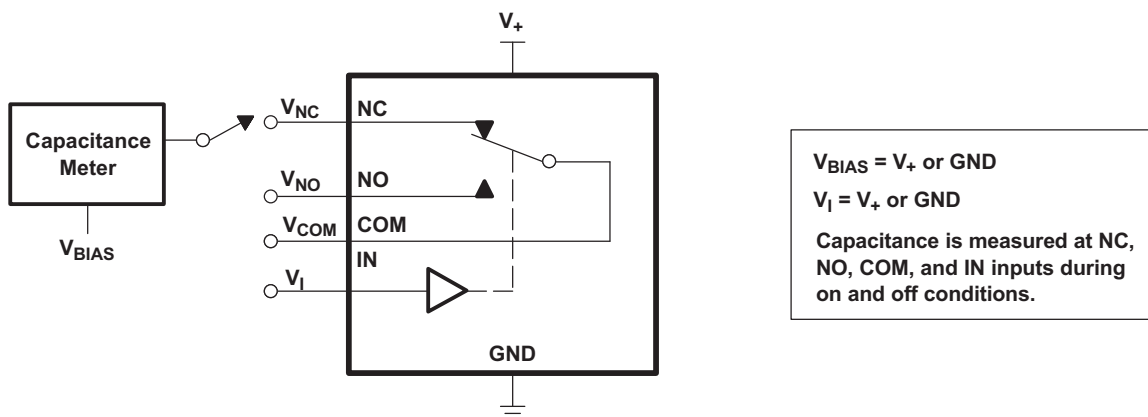 V+
Capacitance
Meter
VBIAS
VNC NC
VNO NO
VCOM COM
IN
VI
GND
VBIAS = V+ or GND
VI = V+ or GND
Capacitance is measured at NC,
NO, COM, and IN inputs during
on and off conditions.